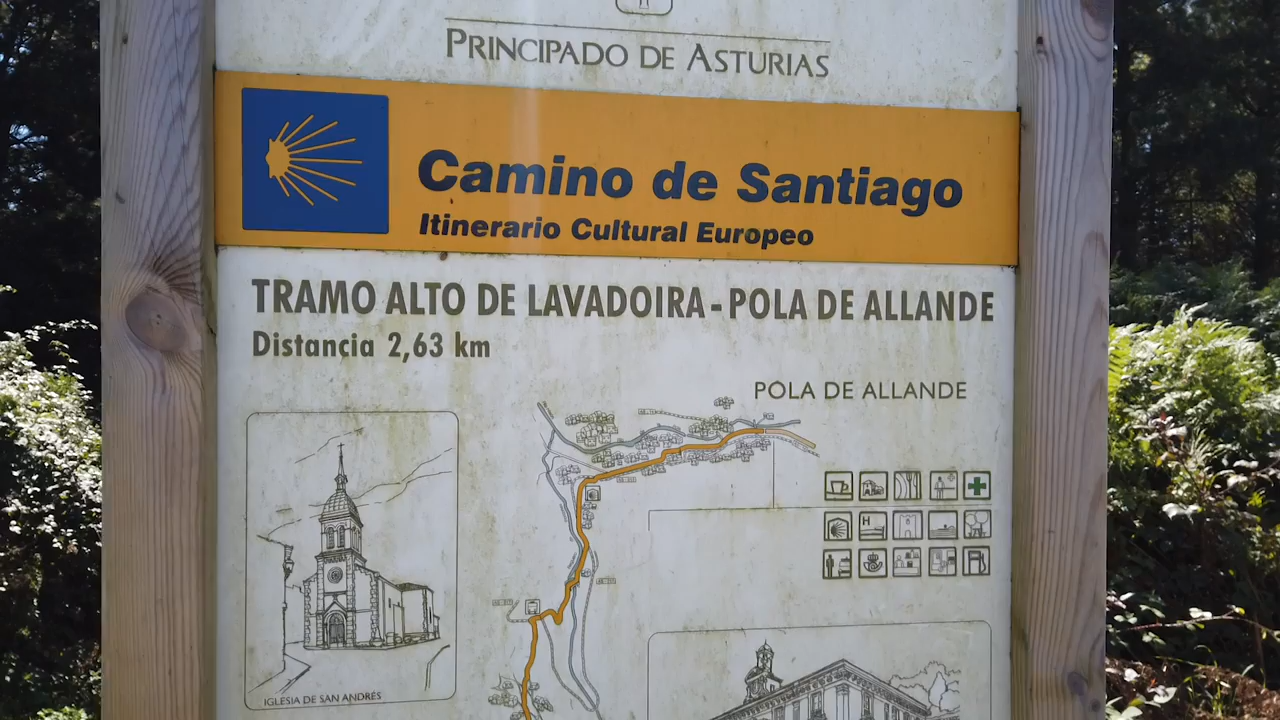 PRINCIPADO DE ASTURIAS
Camino de Santiago
Itinerario Cultural Europeo
TRAMO ALTO DE LAVADOIRA - POLA DE ALLANDE
Distancia 2,63 km
POLA DE ALLANDE
H
IGLESIA DE SAN ANDRÉS